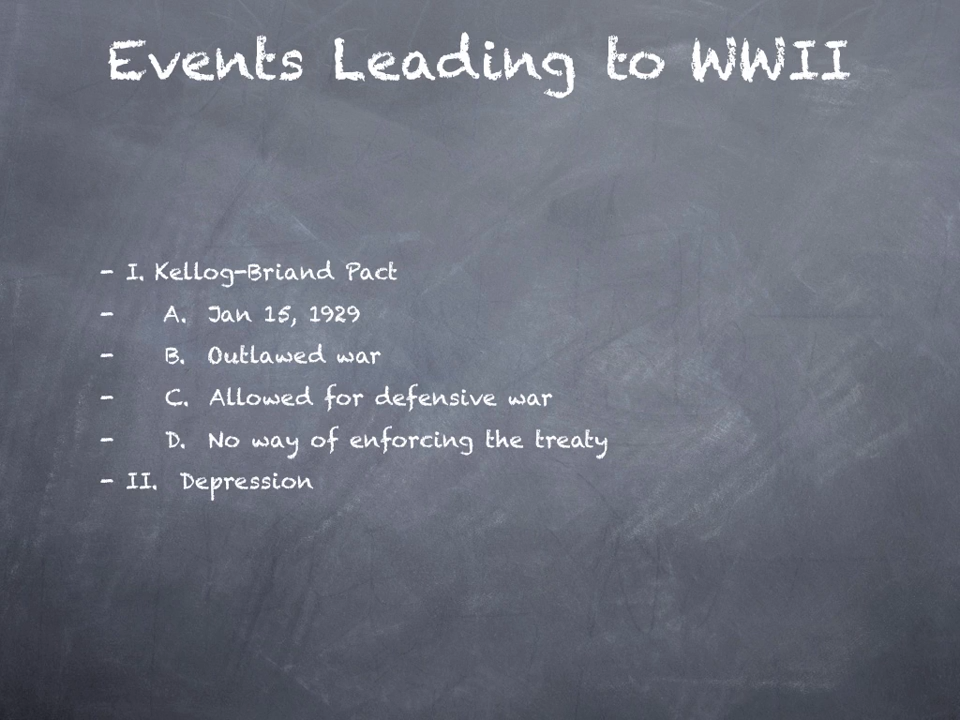 Events Leading to WWII
- I. Kellog-Briand Pact
- A. Jan 15, 1929
- B. Outlawed war
- C. Allowed for defensive war
- D. No way of enforcing the treaty
- II. Depression